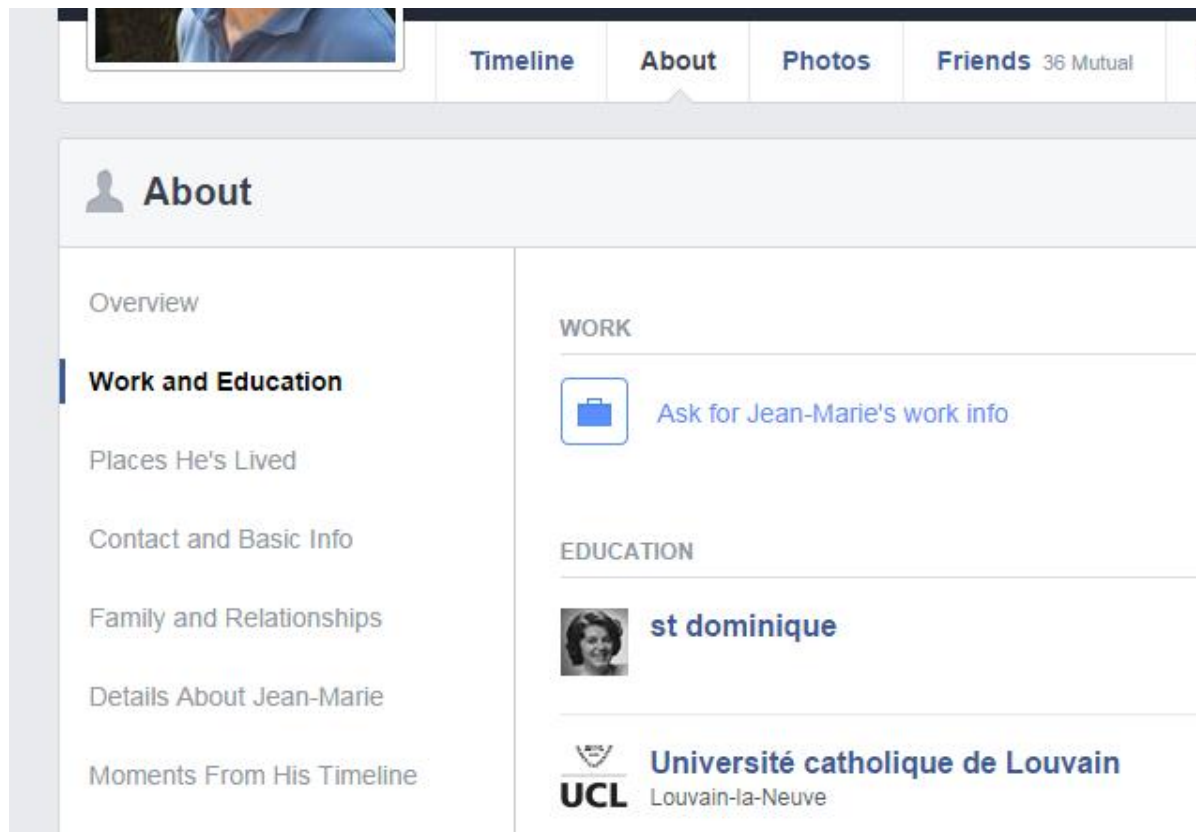 Timeline About Photos Friends 36 Mutual
About
Overview
Work and Education
Places He's Lived
Contact and Basic Info
Family and Relationships
Details About Jean-Marie
Moments From His Timeline
WORK
Ask for Jean-Marie's work info
EDUCATION
st dominique
UCL
Université catholique de Louvain
Louvain-la-Neuve